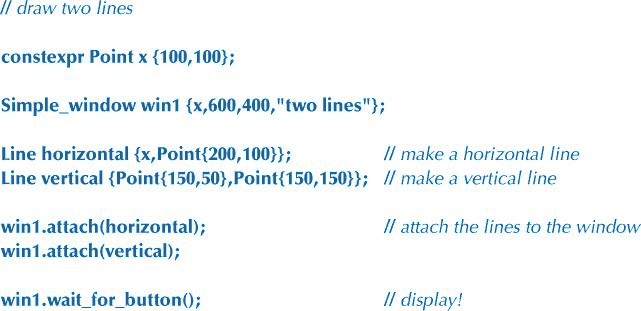 // draw two lines
constexpr Point x {100,100};
Simple_window win1 {x,600,400,"two lines"};
Line horizontal {x,Point{200,100}}; // make a horizontal line
Line vertical {Point{150,50},Point{150,150}}; // make a vertical line
win1.attach(horizontal); // attach the lines to the window
win1.attach(vertical);
win1.wait_for_button(); // display!